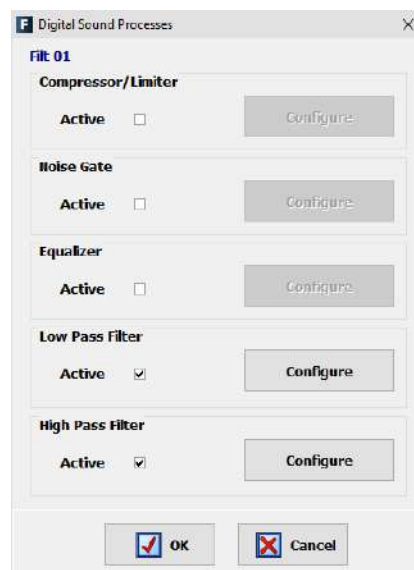 F Digital Sound Processes
Filt 01
Compressor/Limiter
Active Configure
Noise Gate
Active Configure
Equalizer
Active Configure
Low Pass Filter
Active Configure
High Pass Filter
Active Configure
OK Cancel